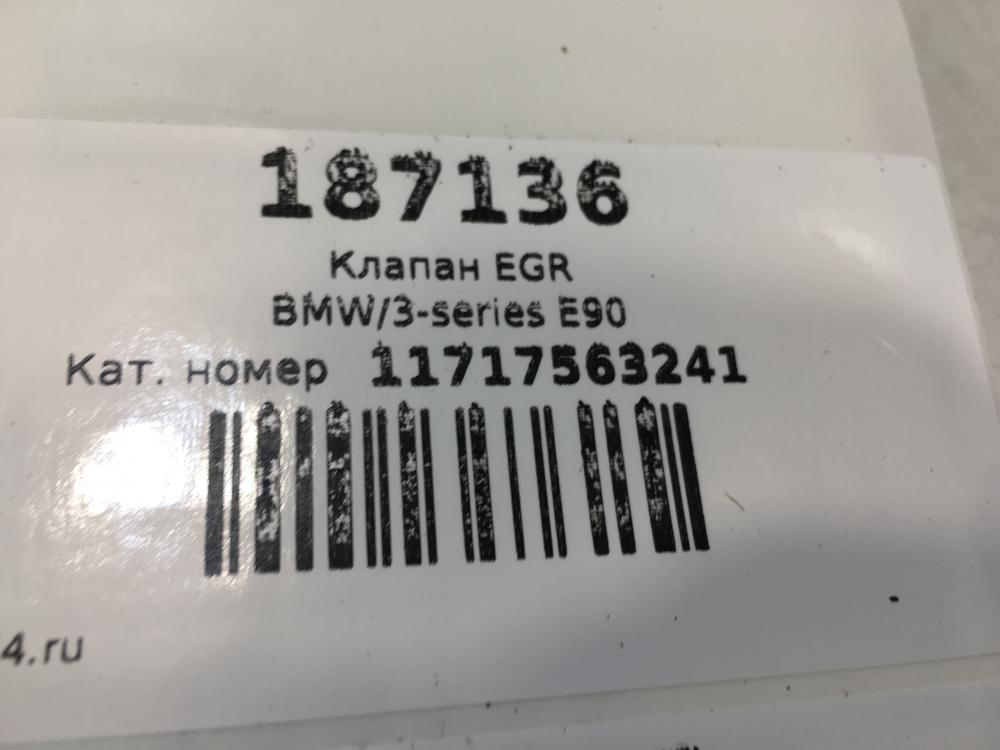 187136
Клапан EGR
BMW/3-series E90
Кат. номер 11717563241
4.ru